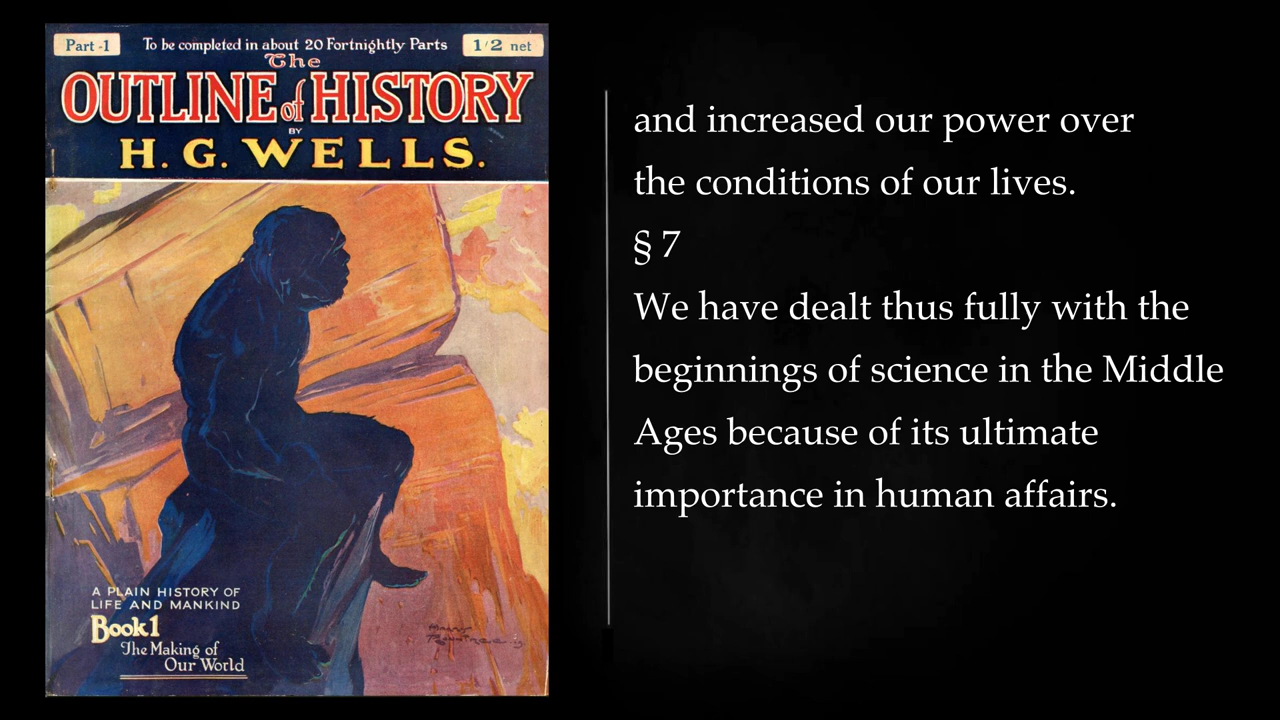 Part -1
To be completed in about 20 Fortnightly Parts
1/2 net
The
OUTLINE of HISTORY
BY
H. G. WELLS.
A PLAIN HISTORY OF
LIFE AND MANKIND
Book 1
The Making of
Our World
and increased our power over
the conditions of our lives.
§ 7
We have dealt thus fully with the
beginnings of science in the Middle
Ages because of its ultimate
importance in human affairs.